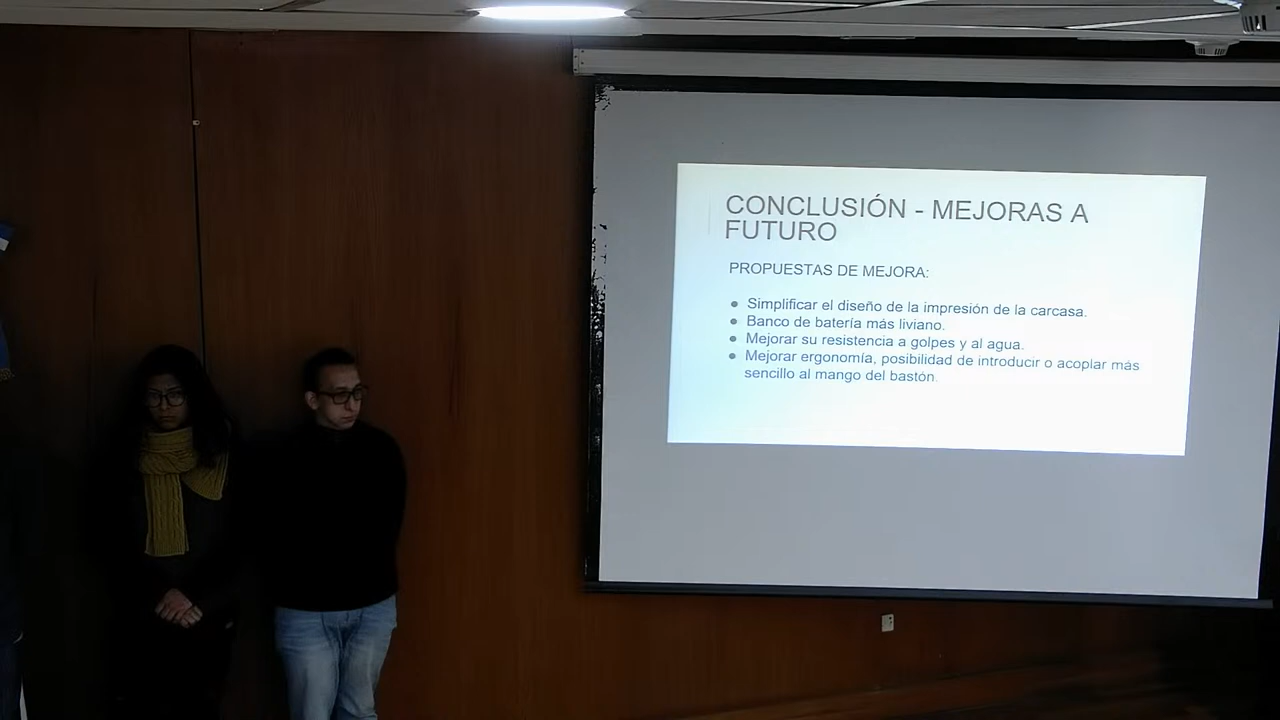 CONCLUSIÓN - MEJORAS A
FUTURO
PROPUESTAS DE MEJORA:
● Simplificar el diseño de la impresión de la carcasa.
● Banco de batería más liviano.
● Mejorar su resistencia a golpes y al agua.
● Mejorar ergonomía, posibilidad de introducir o acoplar más
sencillo al mango del bastón.